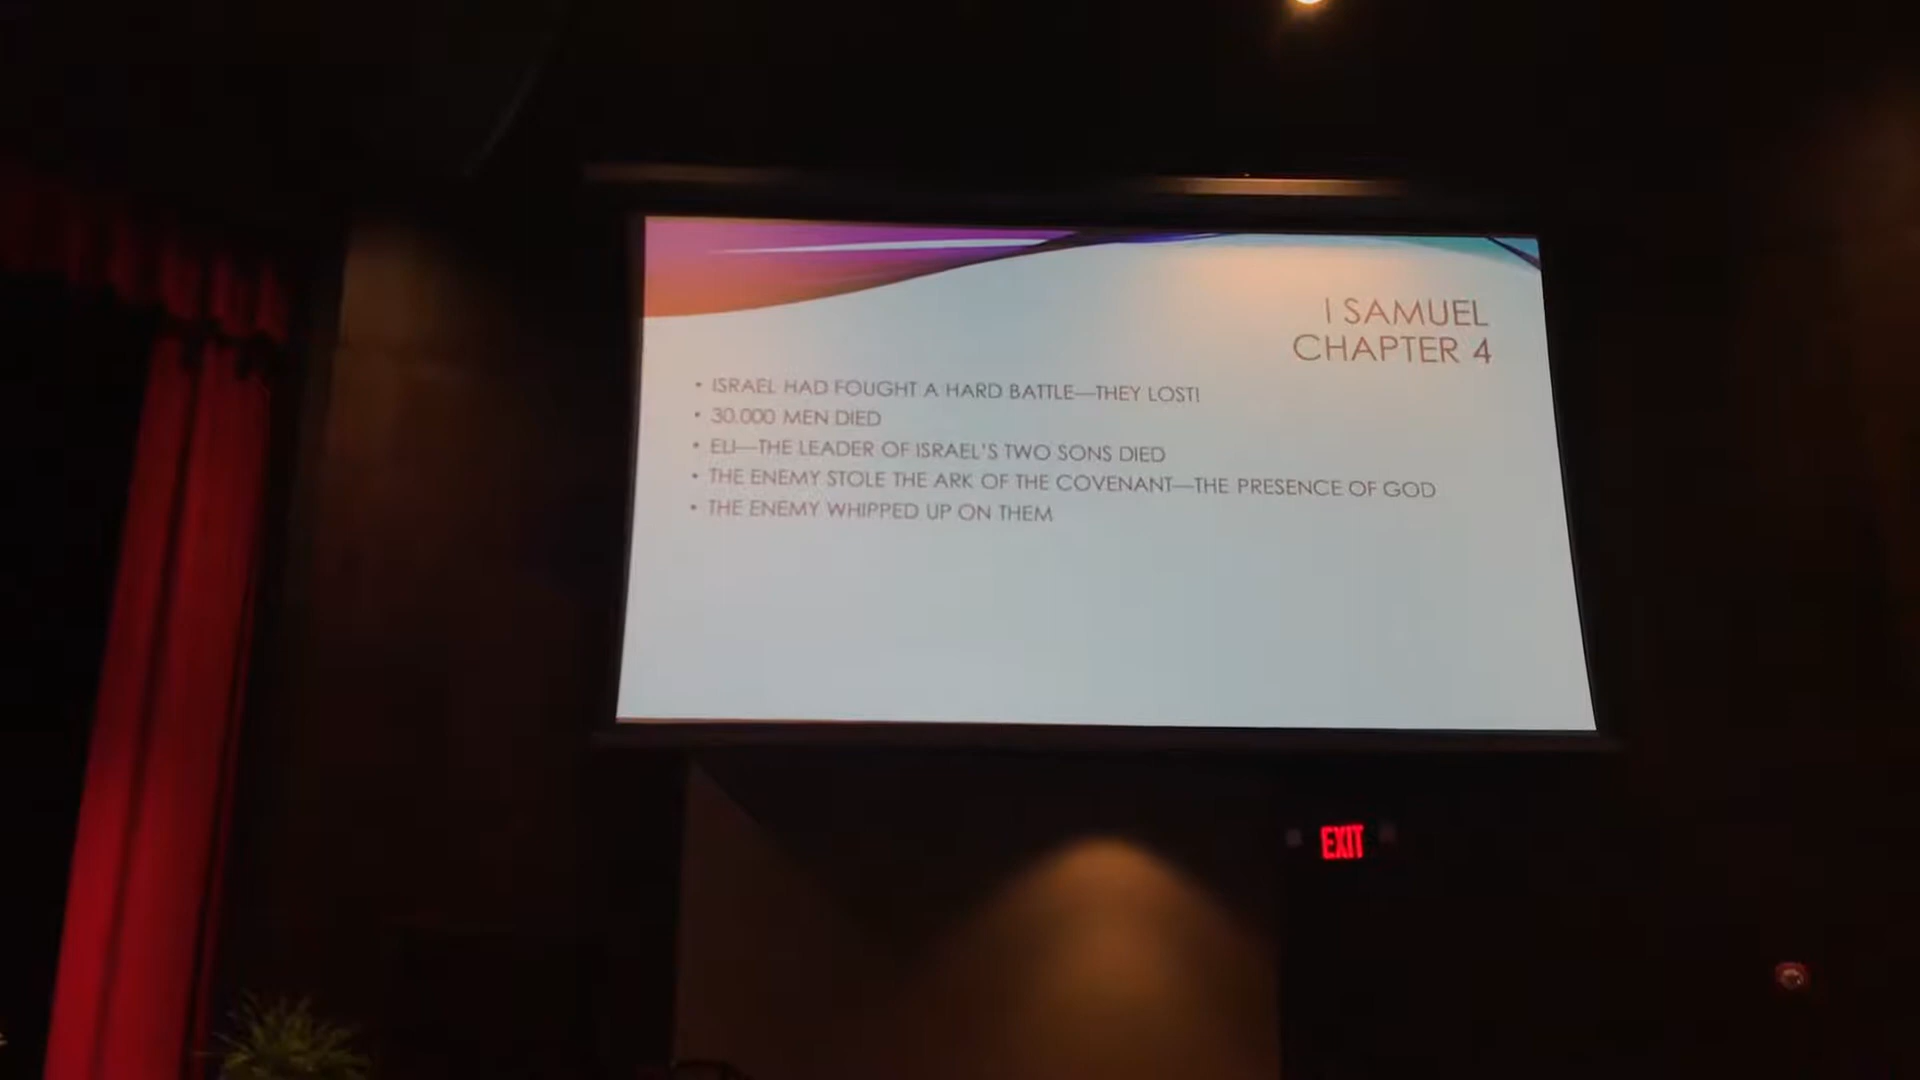 I SAMUEL
CHAPTER 4
• ISRAEL HAD FOUGHT A HARD BATTLE—THEY LOST!
• 30.000 MEN DIED
• ELI—THE LEADER OF ISRAEL'S TWO SONS DIED
• THE ENEMY STOLE THE ARK OF THE COVENANT—THE PRESENCE OF GOD
• THE ENEMY WHIPPED UP ON THEM
EXIT